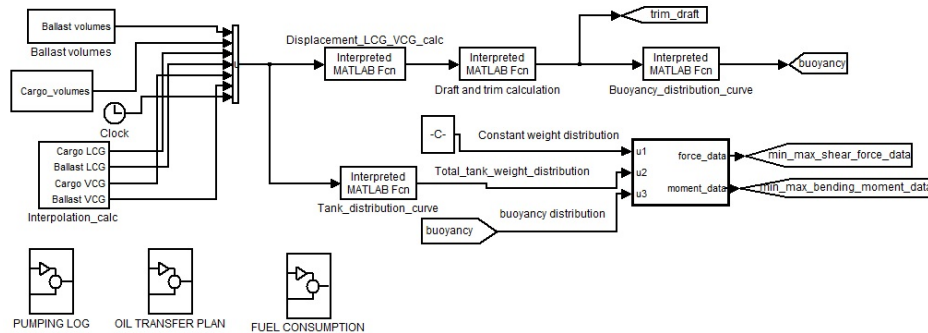 Ballast volumes
Ballast volumes
Cargo_volumes
Clock
Cargo LCG
Ballast LCG
Cargo VCG
Ballast VCG
Interpolation_calc
u
Displacement_LCG_VCG_calc
Interpreted
MATLAB Fcn
Interpreted
MATLAB Fcn
Draft and trim calculation
trim_draft
Interpreted
MATLAB Fcn
Buoyancy_distribution_curve
buoyancy
-C-
Constant weight distribution
Interpreted
MATLAB Fcn
Tank_distribution_curve
Total_tank_weight_distribution
buoyancy distribution
buoyancy
u1
u2
u3
force_data
moment_data
min_max_shear_force_data
min_max_bending_moment_data
PUMPING LOG
OIL TRANSFER PLAN
FUEL CONSUMPTION